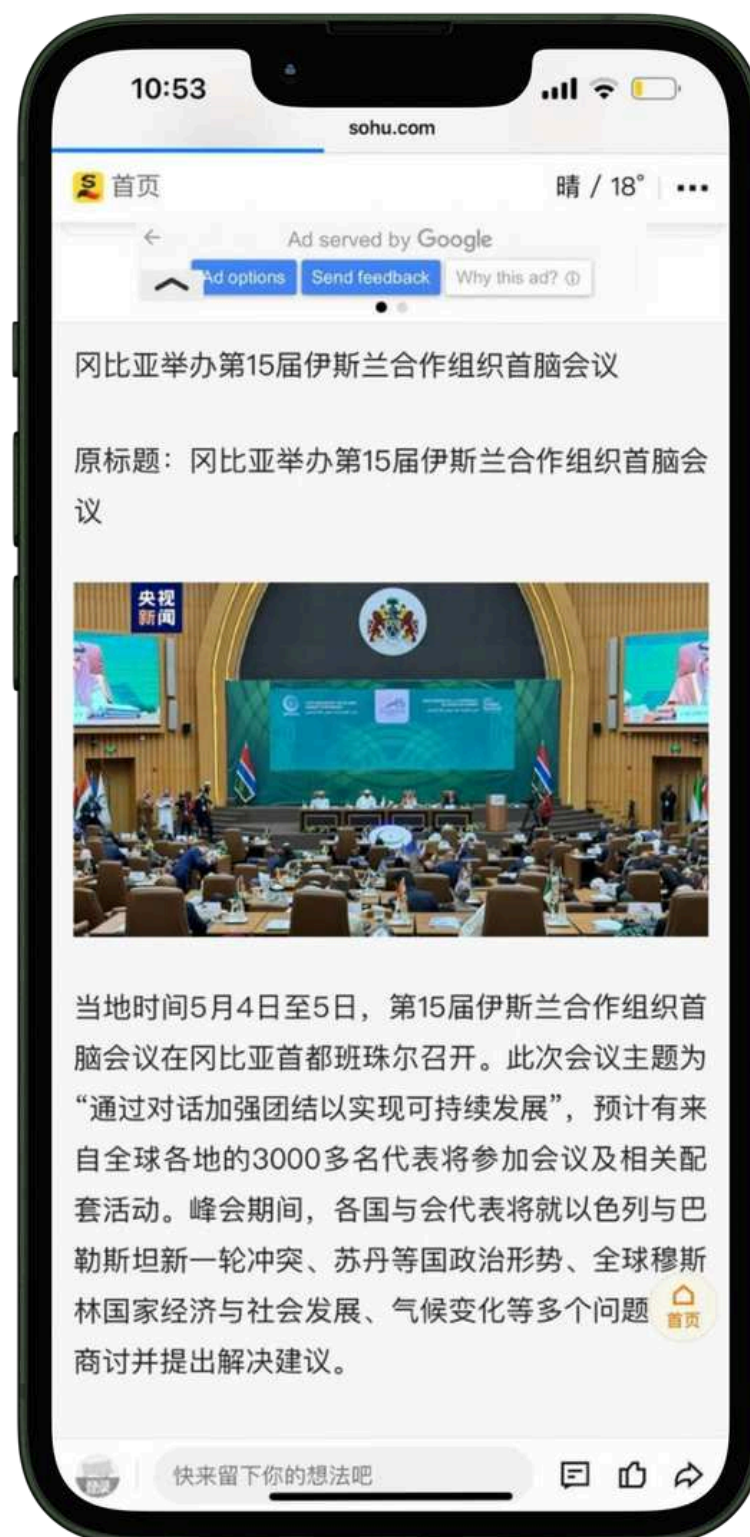 10:53
sohu.com
首页
晴 / 18°
Ad served by Google
Ad options
Send feedback
Why this ad?
冈比亚举办第15届伊斯兰合作组织首脑会议
原标题：冈比亚举办第15届伊斯兰合作组织首脑会
议
央视
新闻
当地时间5月4日至5日，第15届伊斯兰合作组织首
脑会议在冈比亚首都班珠尔召开。此次会议主题为
“通过对话加强团结以实现可持续发展”，预计有来
自全球各地的3000多名代表将参加会议及相关配
套活动。峰会期间，各国与会代表将就以色列与巴
勒斯坦新一轮冲突、苏丹等国政治形势、全球穆斯
林国家经济与社会发展、气候变化等多个问题
首页
商讨并提出解决建议。
登录
快来留下你的想法吧